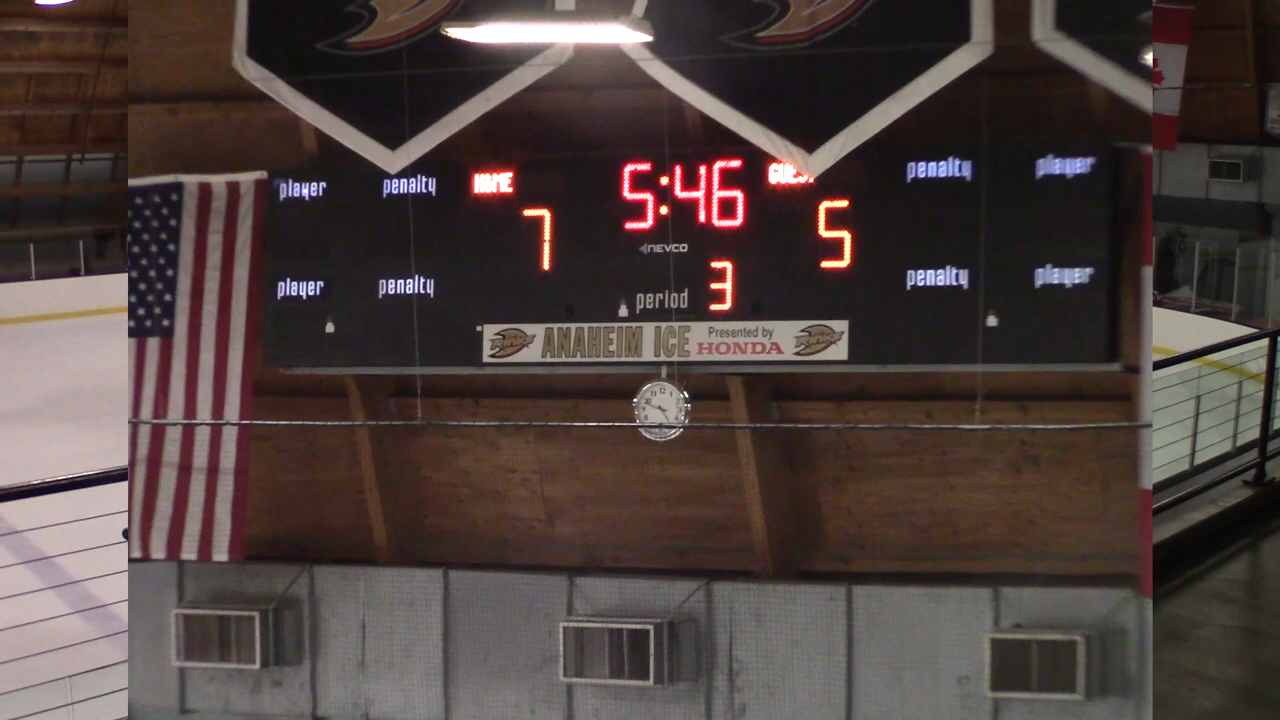 player penalty HOME 5:46 GUEST penalty player
7 5
NEVCO
player penalty period 3 penalty player
ANAHEIM ICE Presented by
HONDA